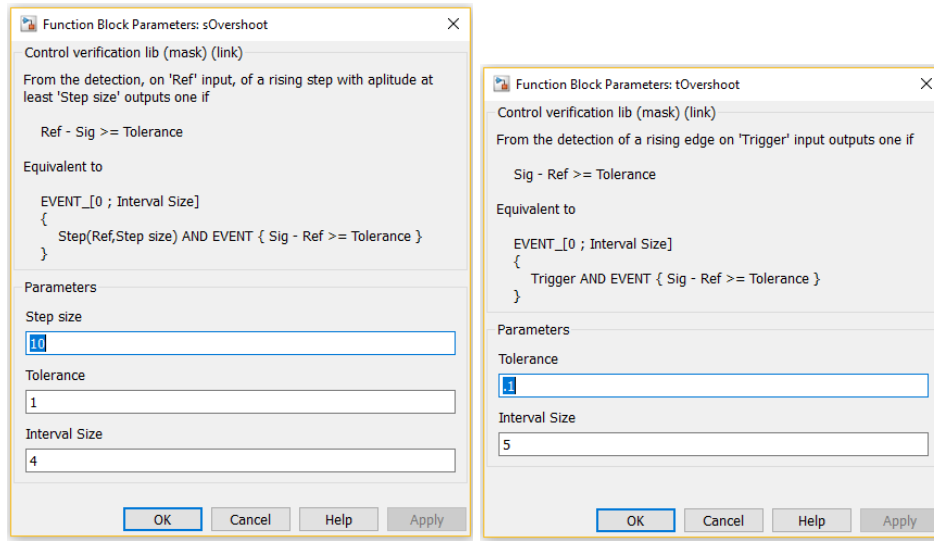 Function Block Parameters: sOvershoot
Control verification lib (mask) (link)
From the detection, on 'Ref' input, of a rising step with aplitude at
least 'Step size' outputs one if
Ref - Sig >= Tolerance
Equivalent to
EVENT_[0 ; Interval Size]
{
Step(Ref,Step size) AND EVENT { Sig - Ref >= Tolerance }
}
Parameters
Step size
10
Tolerance
1
Interval Size
4
OK Cancel Help Apply
Function Block Parameters: tOvershoot
Control verification lib (mask) (link)
From the detection of a rising edge on 'Trigger' input outputs one if
Sig - Ref >= Tolerance
Equivalent to
EVENT_[0 ; Interval Size]
{
Trigger AND EVENT { Sig - Ref >= Tolerance }
}
Parameters
Tolerance
.1
Interval Size
5
OK Cancel Help Apply